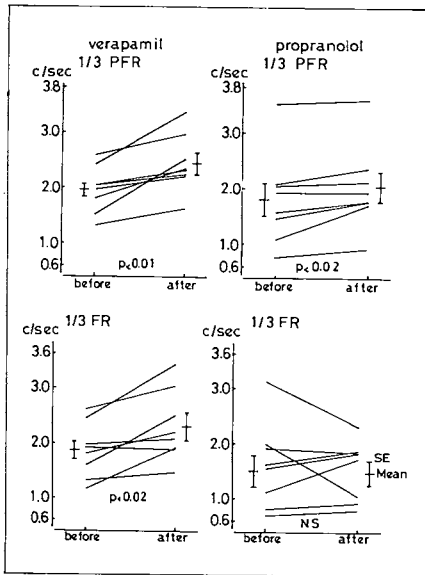 verapamil propranolol
c/sec 1/3 PFR 1/3 PFR
3.8 3.8
3.0 3.0
2.0 2.0
1.0 1.0
0.6 0.6
before after before after
p<0.01 p<0.02
c/sec 1/3 FR c/sec 1/3 FR
3.6 3.6
3.0 3.0
2.0 2.0
SE
Mean
1.0 1.0
0.6 0.6
p<0.02 NS
before after before after